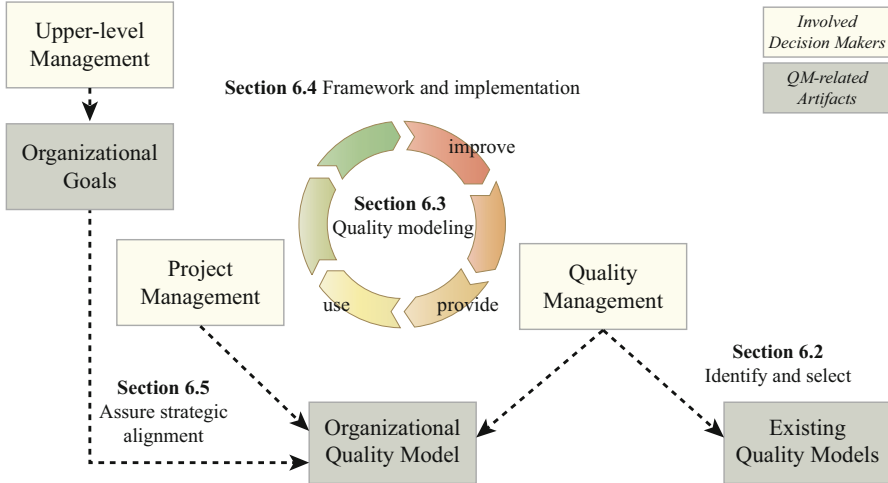 Upper-level
Management
Involved
Decision Makers
QM-related
Artifacts
Section 6.4 Framework and implementation
Organizational
Goals
improve
Section 6.3
Quality modeling
Project
Management
Quality
Management
use
provide
Section 6.2
Identify and select
Section 6.5
Assure strategic
alignment
Organizational
Quality Model
Existing
Quality Models